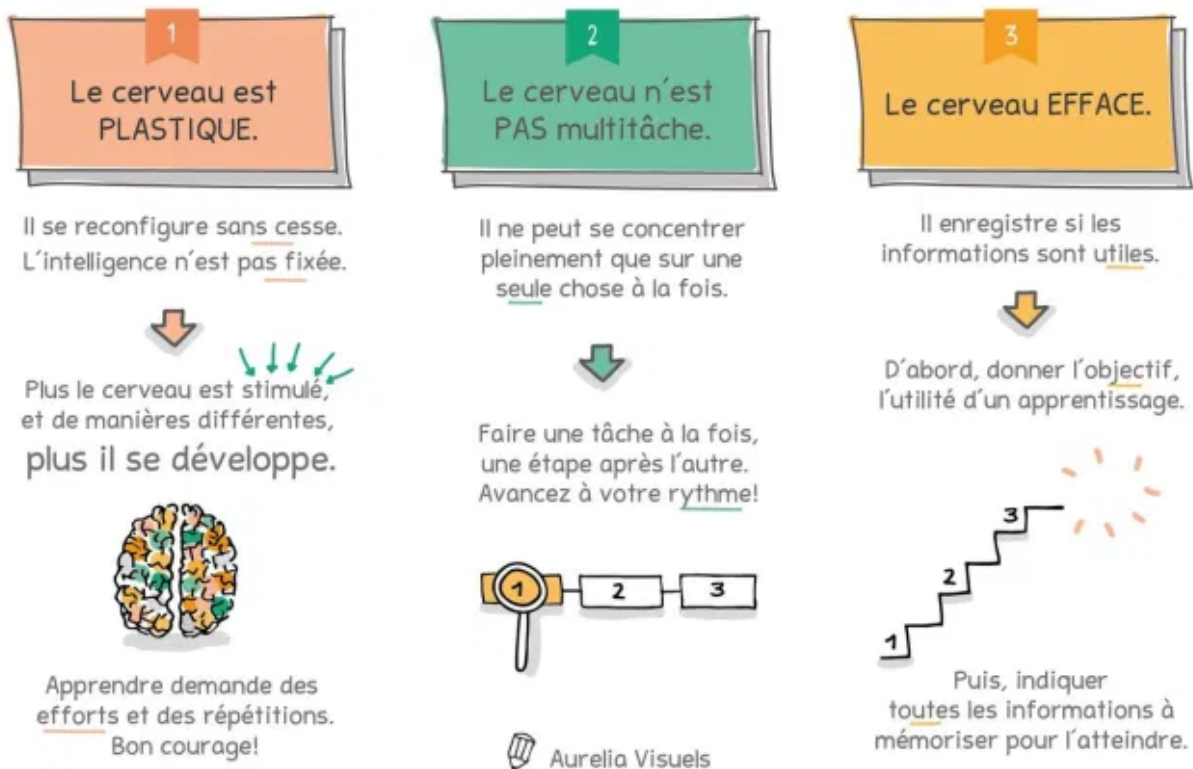 1
Le cerveau est
PLASTIQUE.
Il se reconfigure sans cesse.
L'intelligence n'est pas fixée.
Plus le cerveau est stimulé,
et de manières différentes,
plus il se développe.
Apprendre demande des
efforts et des répétitions.
Bon courage!
2
Le cerveau n'est
PAS multitâche.
Il ne peut se concentrer
pleinement que sur une
seule chose à la fois.
Faire une tâche à la fois,
une étape après l'autre.
Avancez à votre rythme!
1 2 3
Aurelia Visuels
3
Le cerveau EFFACE.
Il enregistre si les
informations sont utiles.
D'abord, donner l'objectif,
l'utilité d'un apprentissage.
3
2
1
Puis, indiquer
toutes les informations à
mémoriser pour l'atteindre.